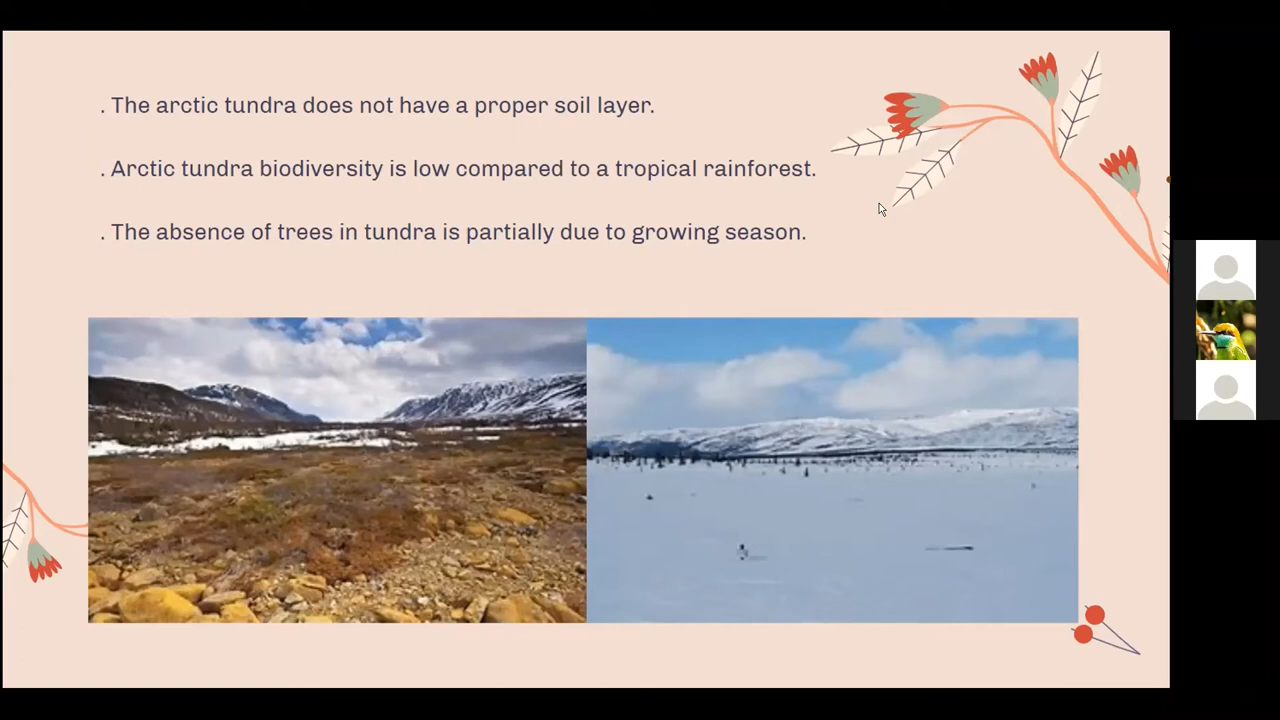 . The arctic tundra does not have a proper soil layer.
. Arctic tundra biodiversity is low compared to a tropical rainforest.
. The absence of trees in tundra is partially due to growing season.